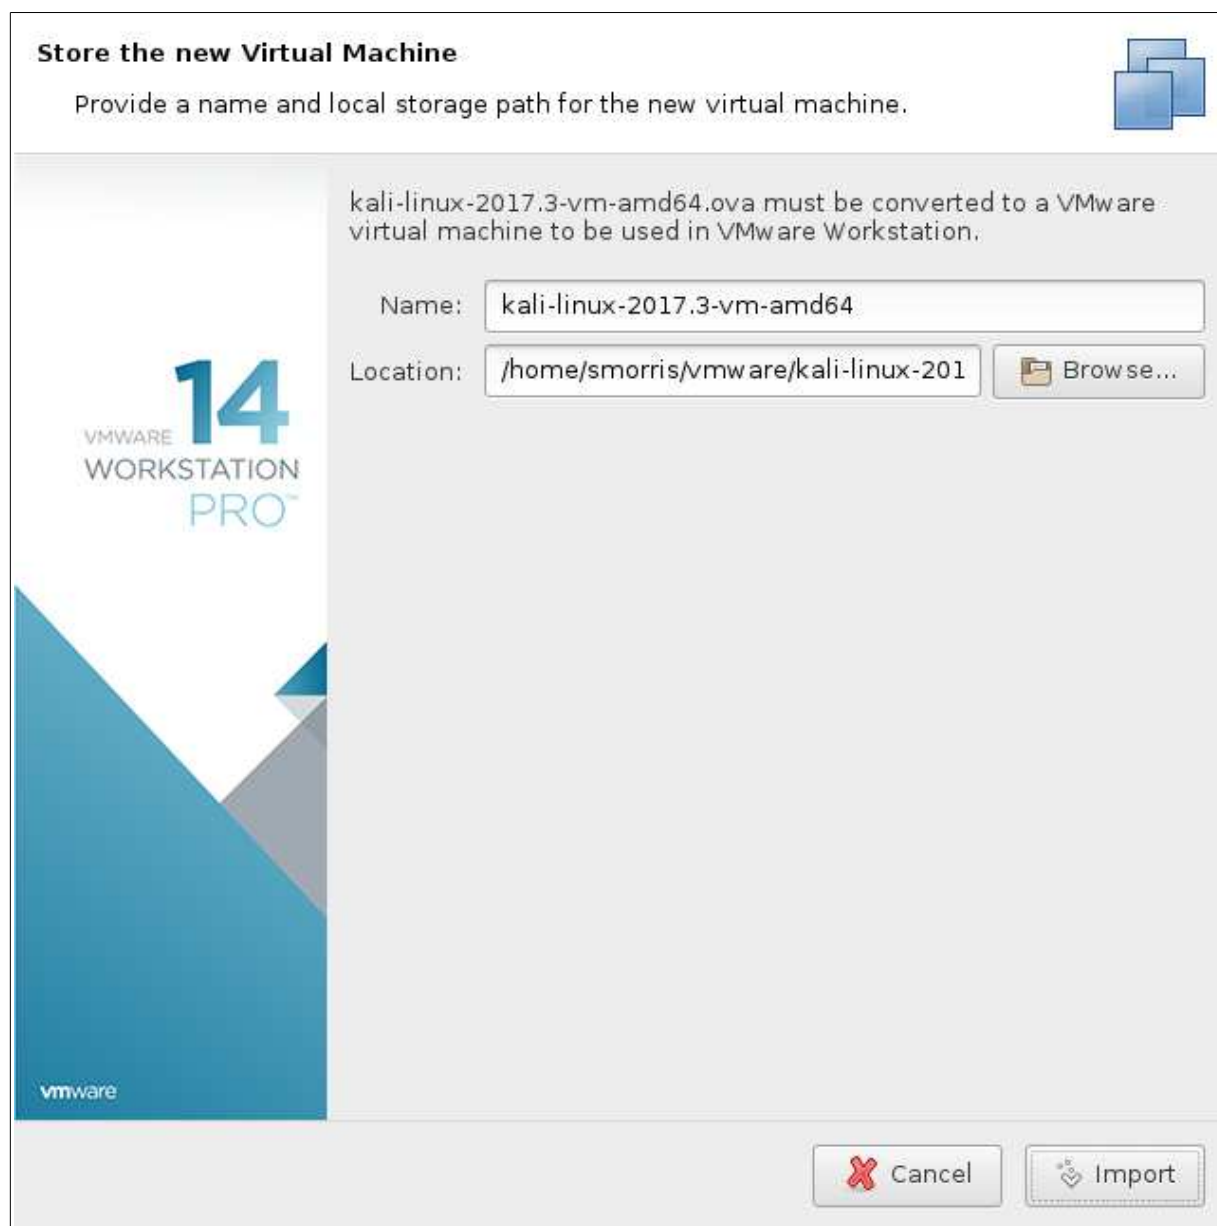 Store the new Virtual Machine
Provide a name and local storage path for the new virtual machine.
kali-linux-2017.3-vm-amd64.ova must be converted to a VMware
virtual machine to be used in VMware Workstation.
Name: kali-linux-2017.3-vm-amd64
Location: /home/smorris/vmware/kali-linux-201 Browse...
14
VMWARE
WORKSTATION
PRO™
vmware
Cancel Import